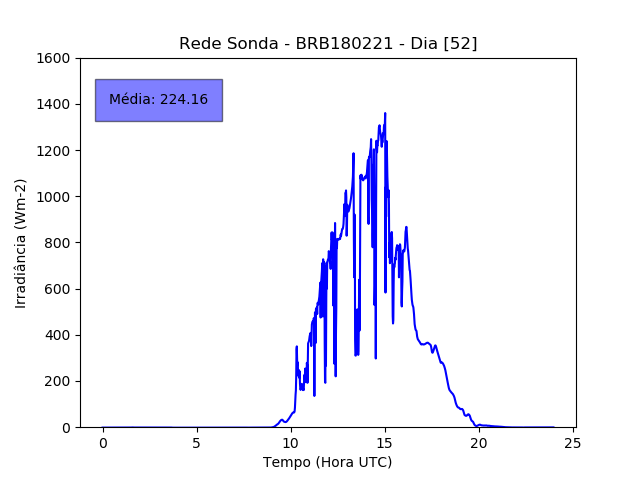 Rede Sonda - BRB180221 - Dia [52]
Média: 224.16
Irradiância (Wm-2)
1600
1400
1200
1000
800
600
400
200
0
0 5 10 15 20 25
Tempo (Hora UTC)